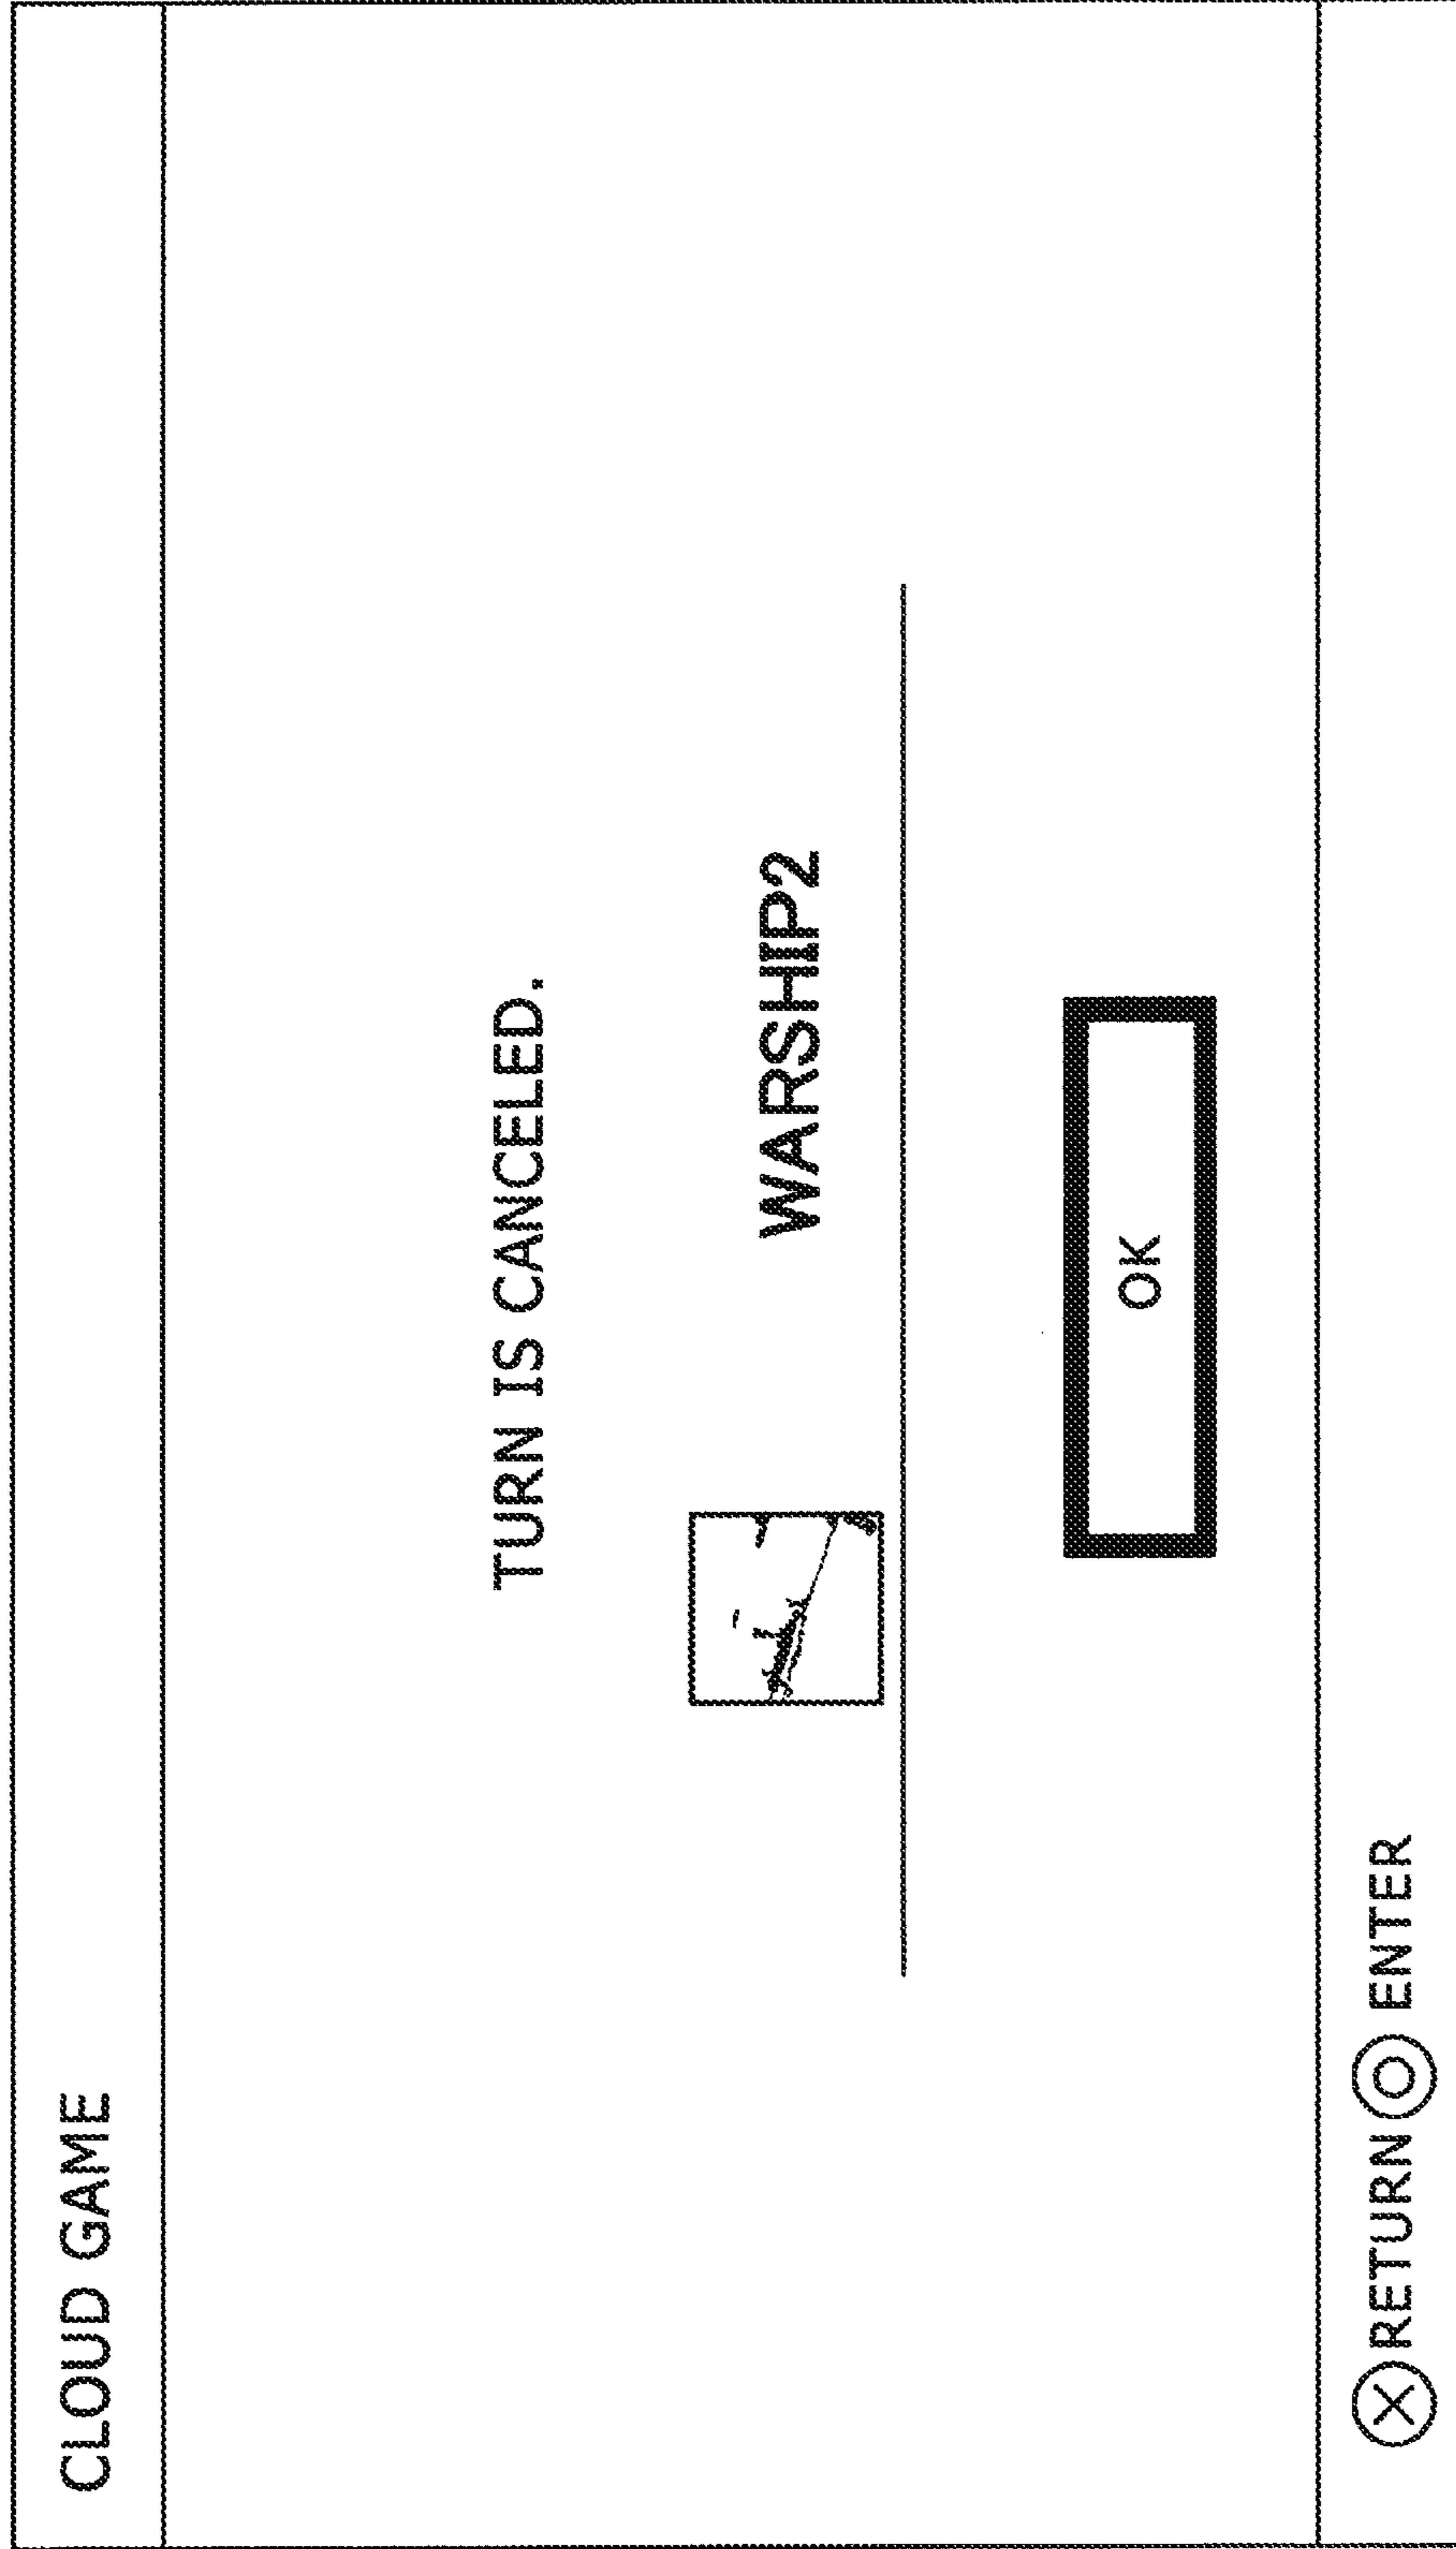 CLOUD GAME
TURN IS CANCELED.
WARSHIP2
OK
RETURN ENTER